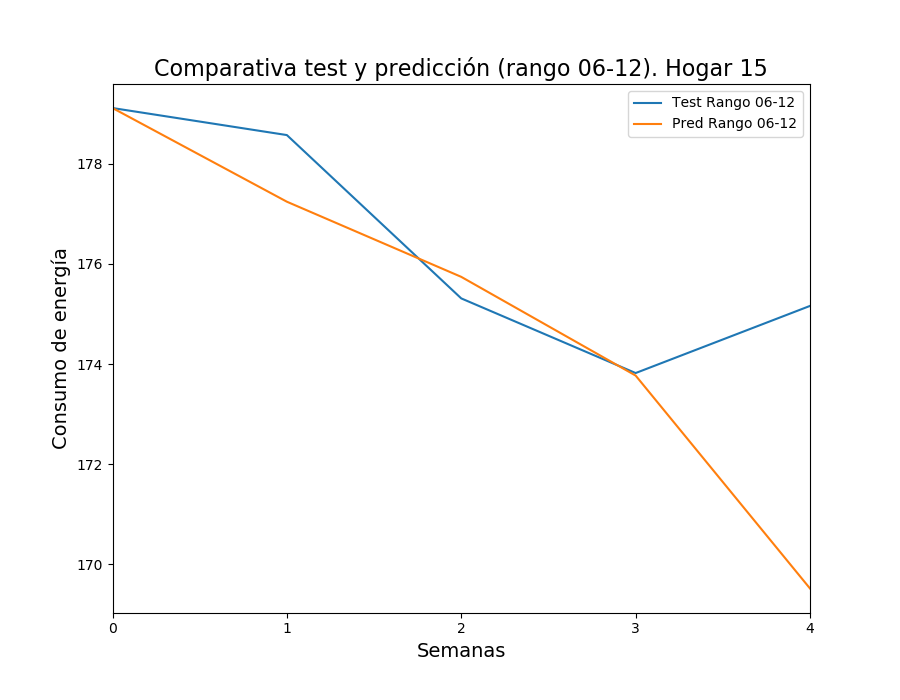 Comparativa test y predicción (rango 06-12). Hogar 15
Test Rango 06-12
Pred Rango 06-12
Consumo de energía
178
176
174
172
170
0 1 2 3 4
Semanas